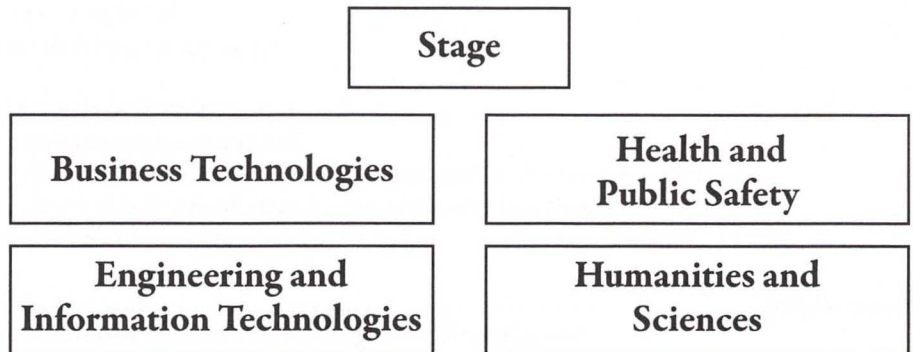 Stage
Business Technologies
Health and
Public Safety
Engineering and
Information Technologies
Humanities and
Sciences